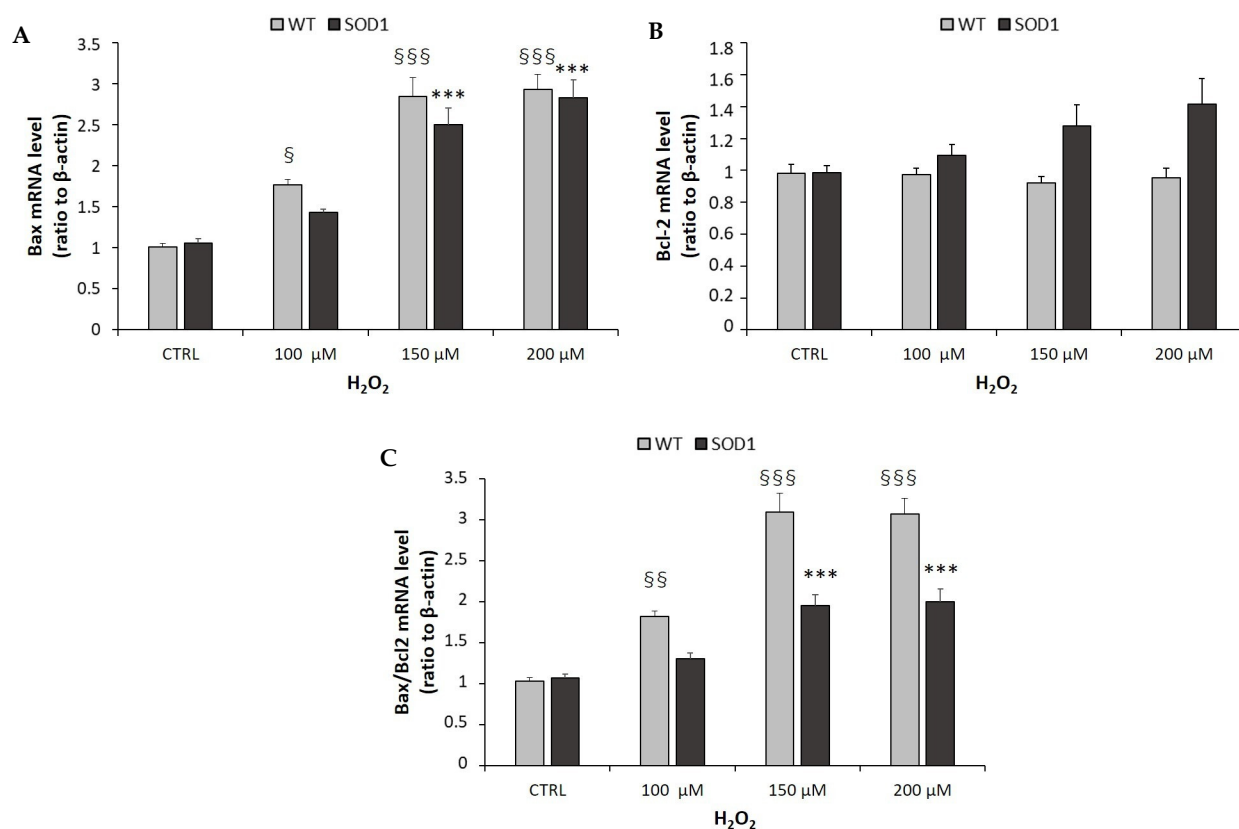 A
WT SOD1
Bax mRNA level
(ratio to β-actin)
3.5
3
2.5
2
1.5
1
0.5
0
§
§§§
***
§§§
***
CTRL
100 μM
150 μM
200 μM
H₂O₂
B
WT SOD1
Bcl-2 mRNA level
(ratio to β-actin)
1.8
1.6
1.4
1.2
1
0.8
0.6
0.4
0.2
0
CTRL
100 μM
150 μM
200 μM
H₂O₂
C
WT SOD1
Bax/Bcl2 mRNA level
(ratio to β-actin)
3.5
3
2.5
2
1.5
1
0.5
0
§§
§§§
***
§§§
***
CTRL
100 μM
150 μM
200 μM
H₂O₂